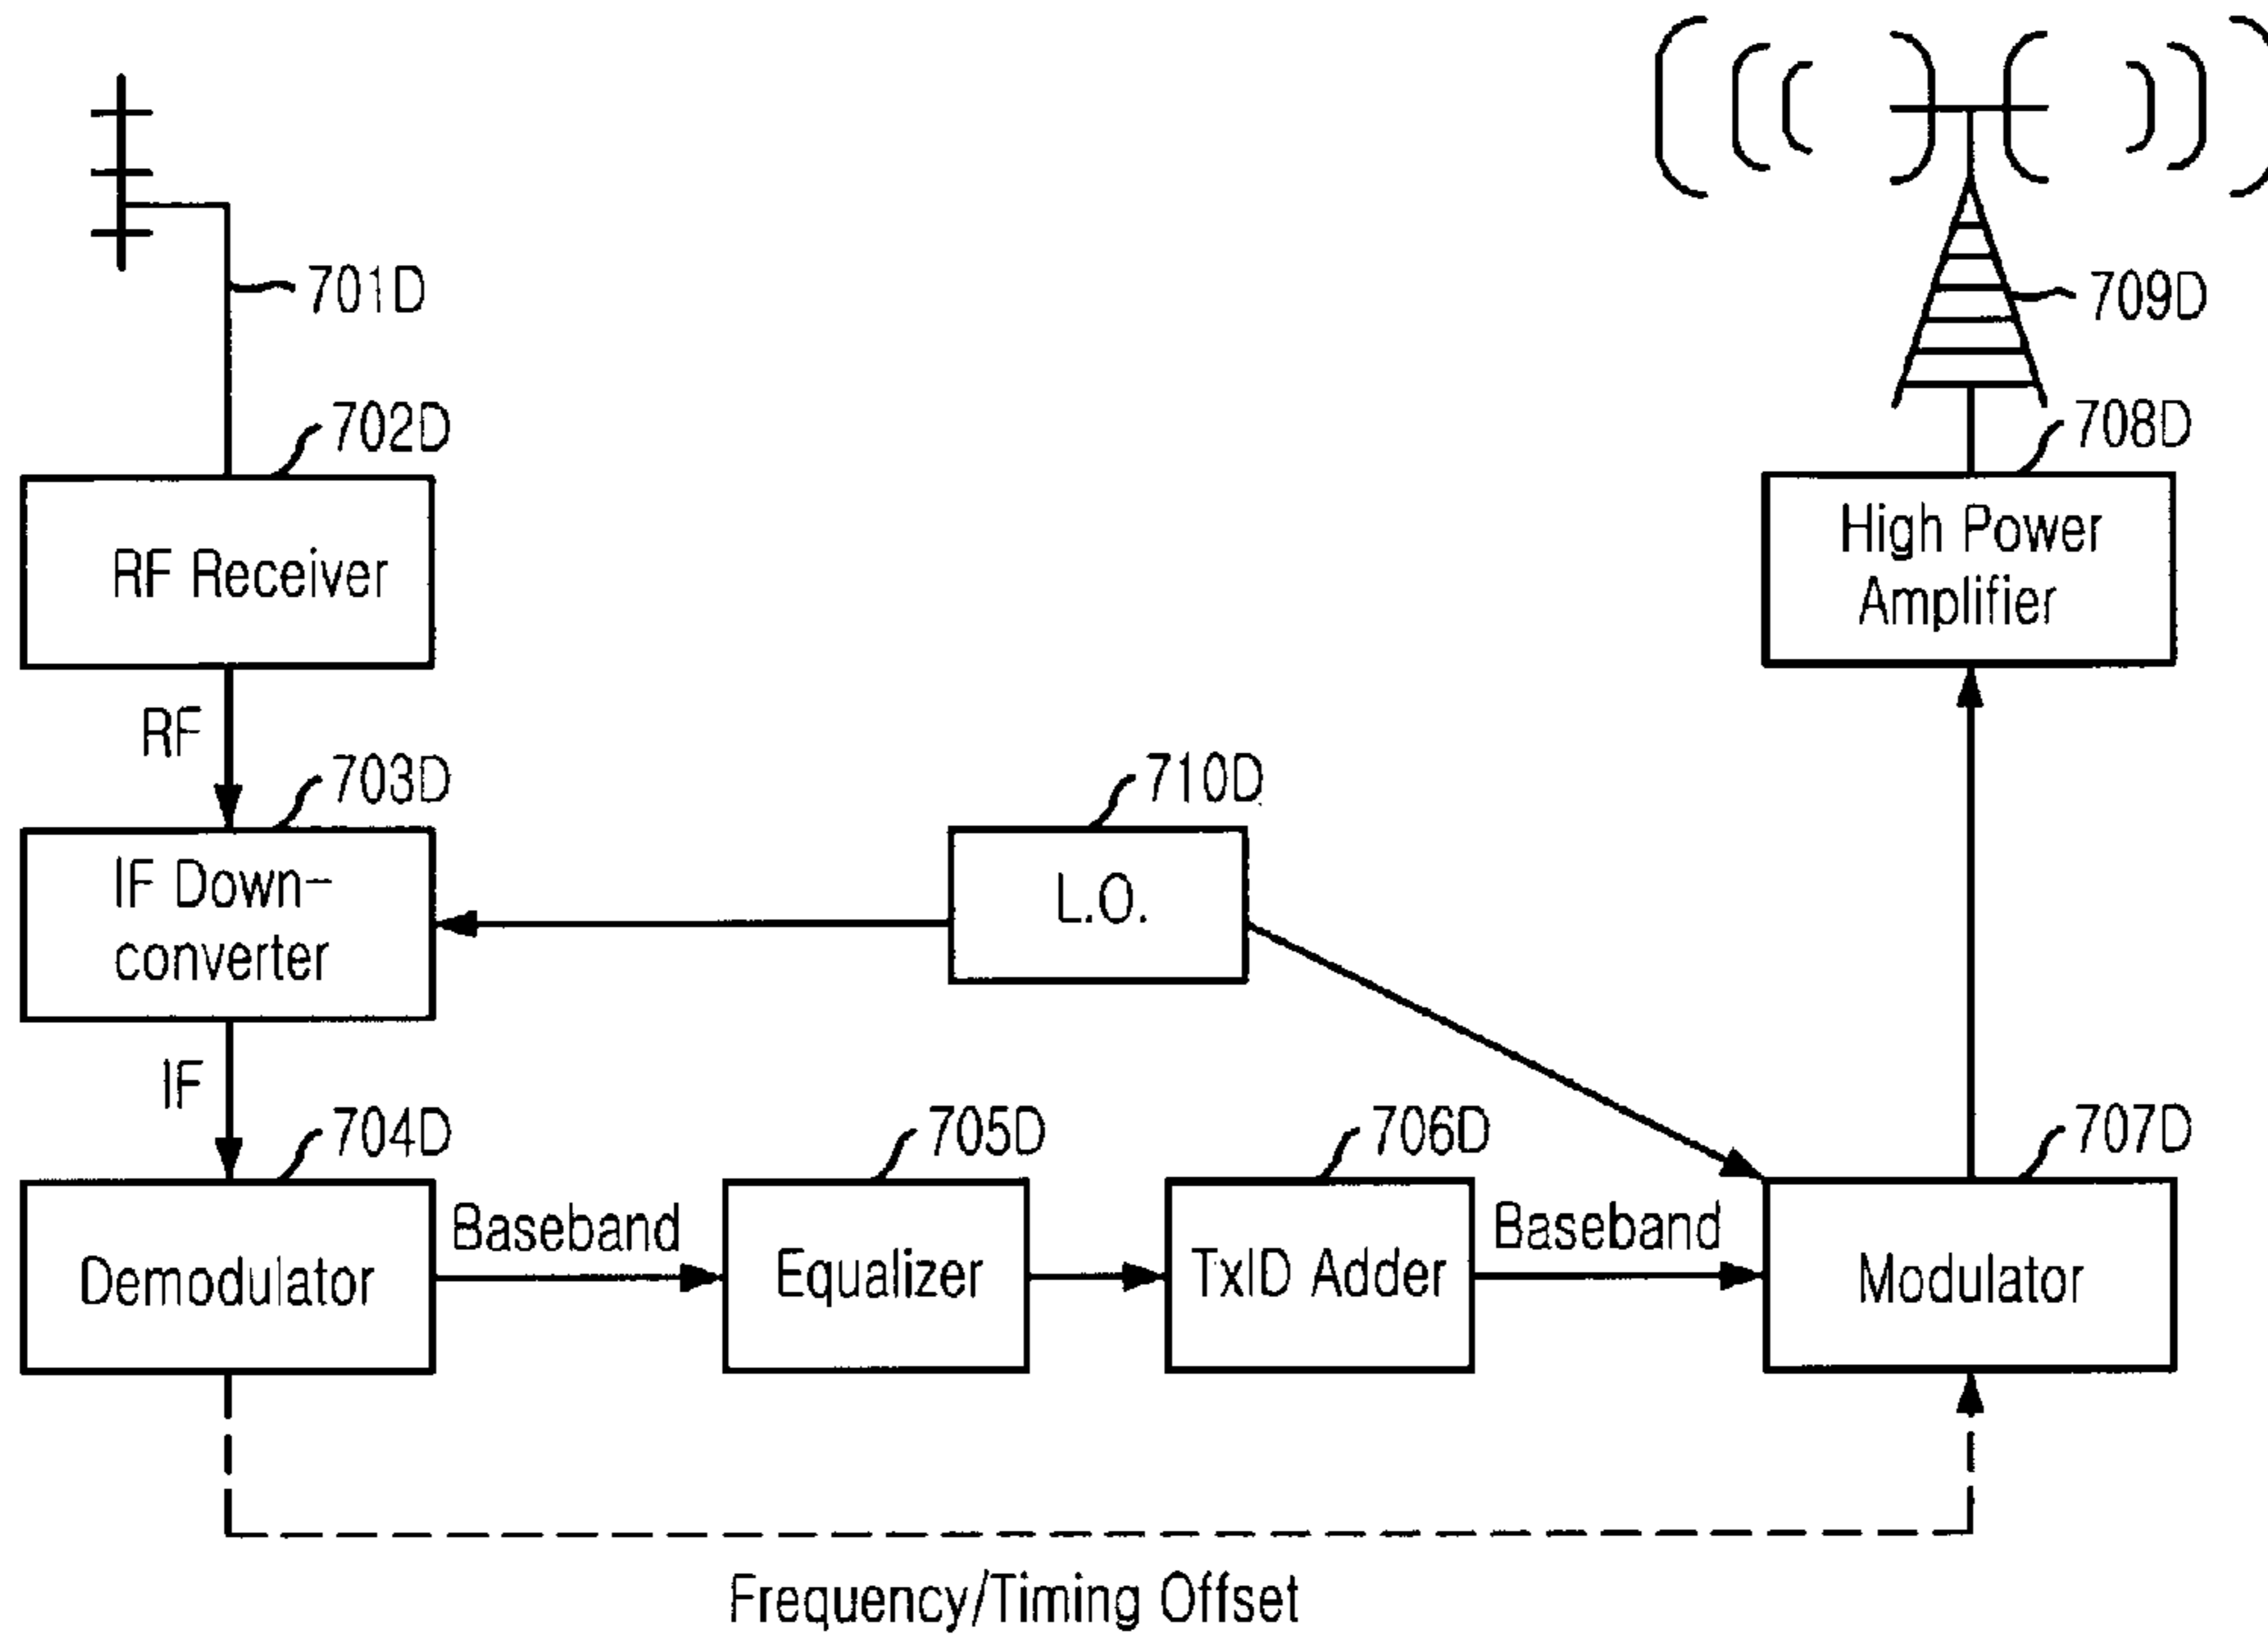 701D
709D
702D
708D
RF Receiver
High Power
Amplifier
RF
703D
710D
IF Down-
converter
L.O.
IF
704D
705D
706D
707D
Baseband
Baseband
Demodulator
Equalizer
TxID Adder
Modulator
Frequency/Timing Offset